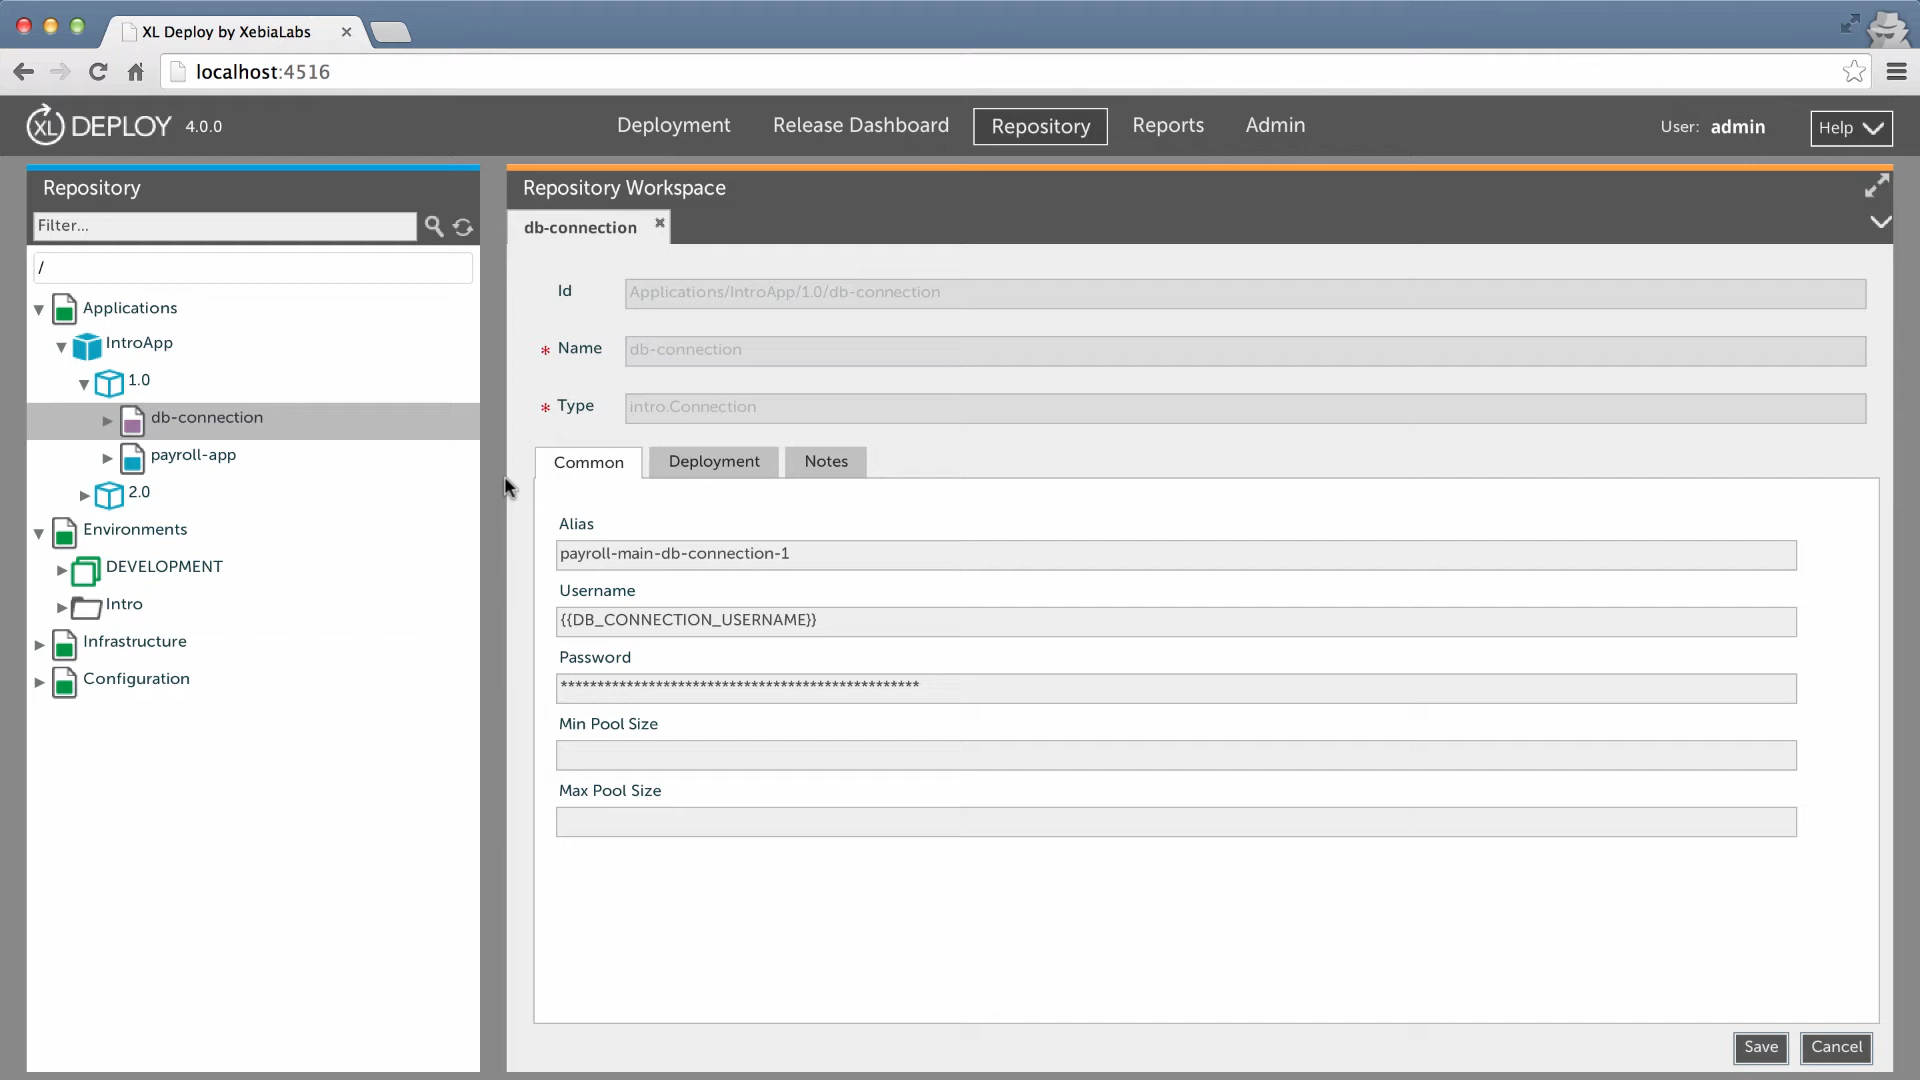 XL Deploy by XebiaLabs
localhost:4516
XL DEPLOY 4.0.0
Deployment
Release Dashboard
Repository
Reports
Admin
User: admin
Help
Repository
Filter...
/
Applications
IntroApp
1.0
db-connection
payroll-app
2.0
Environments
DEVELOPMENT
Intro
Infrastructure
Configuration
Repository Workspace
db-connection
Id
Applications/IntroApp/1.0/db-connection
* Name
db-connection
* Type
intro.Connection
Common
Deployment
Notes
Alias
payroll-main-db-connection-1
Username
{{DB_CONNECTION_USERNAME}}
Password
*************************************************
Min Pool Size
Max Pool Size
Save
Cancel